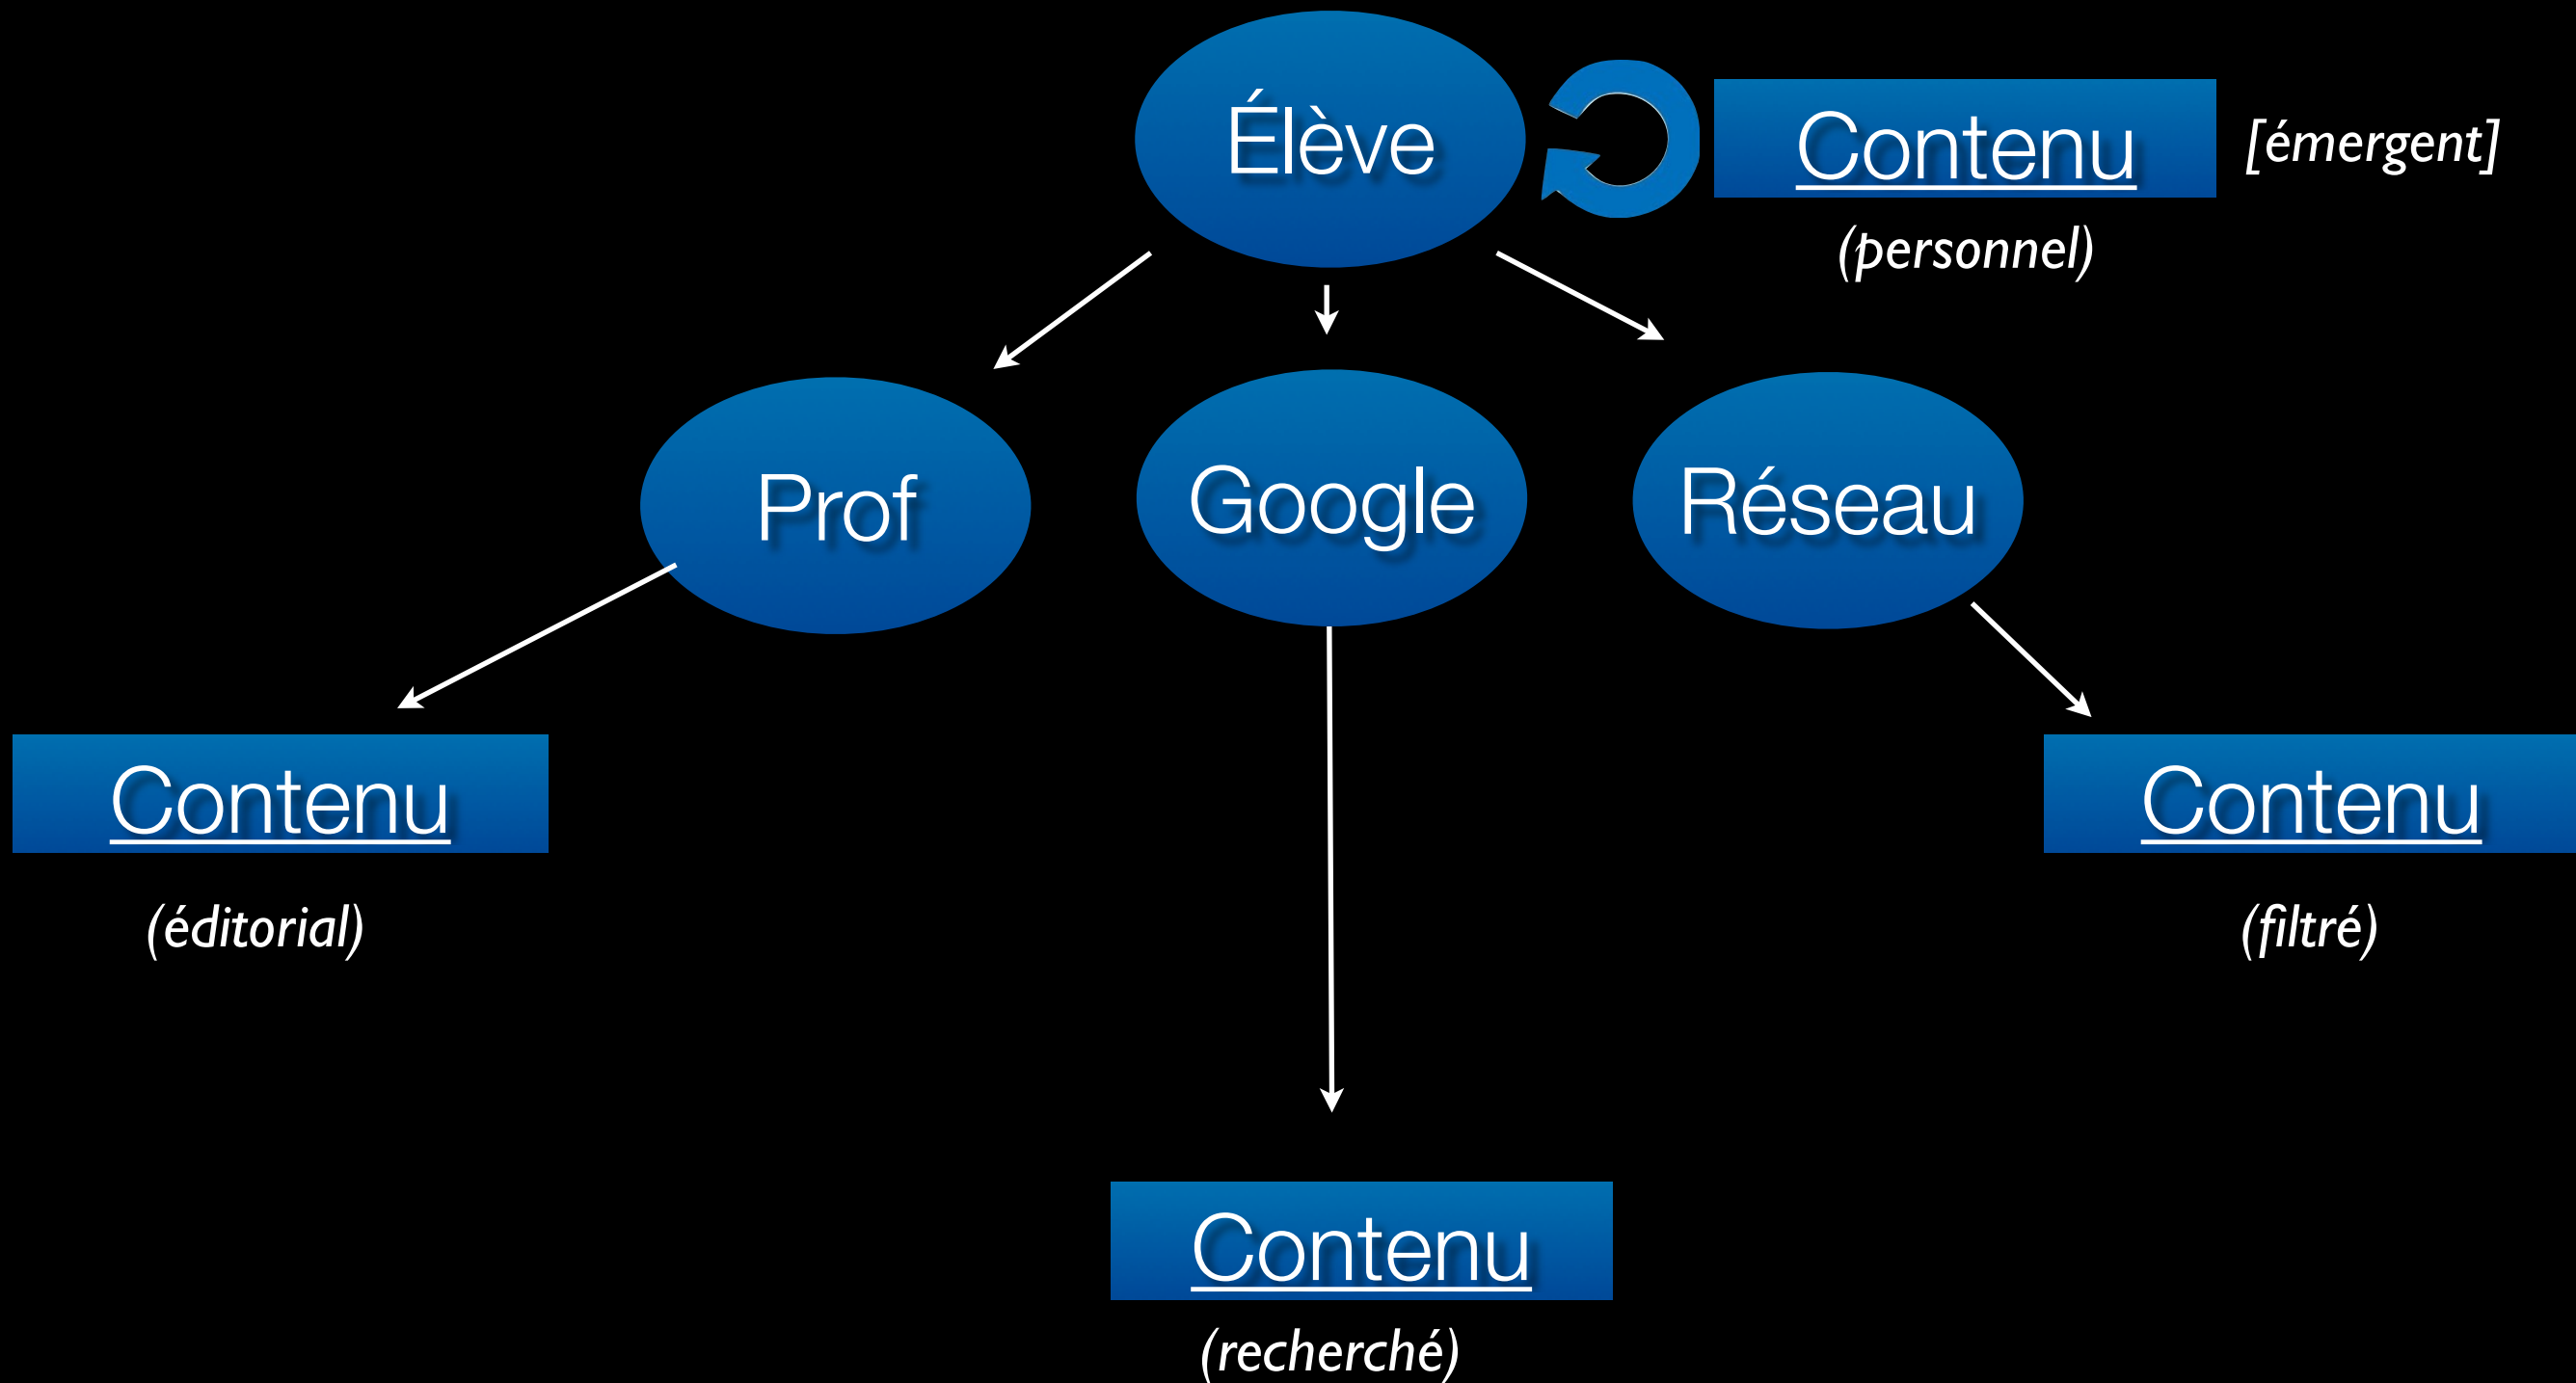 Élève
Contenu
[émergent]
(personnel)
Prof
Google
Réseau
Contenu
Contenu
(éditorial)
(filtré)
Contenu
(recherché)